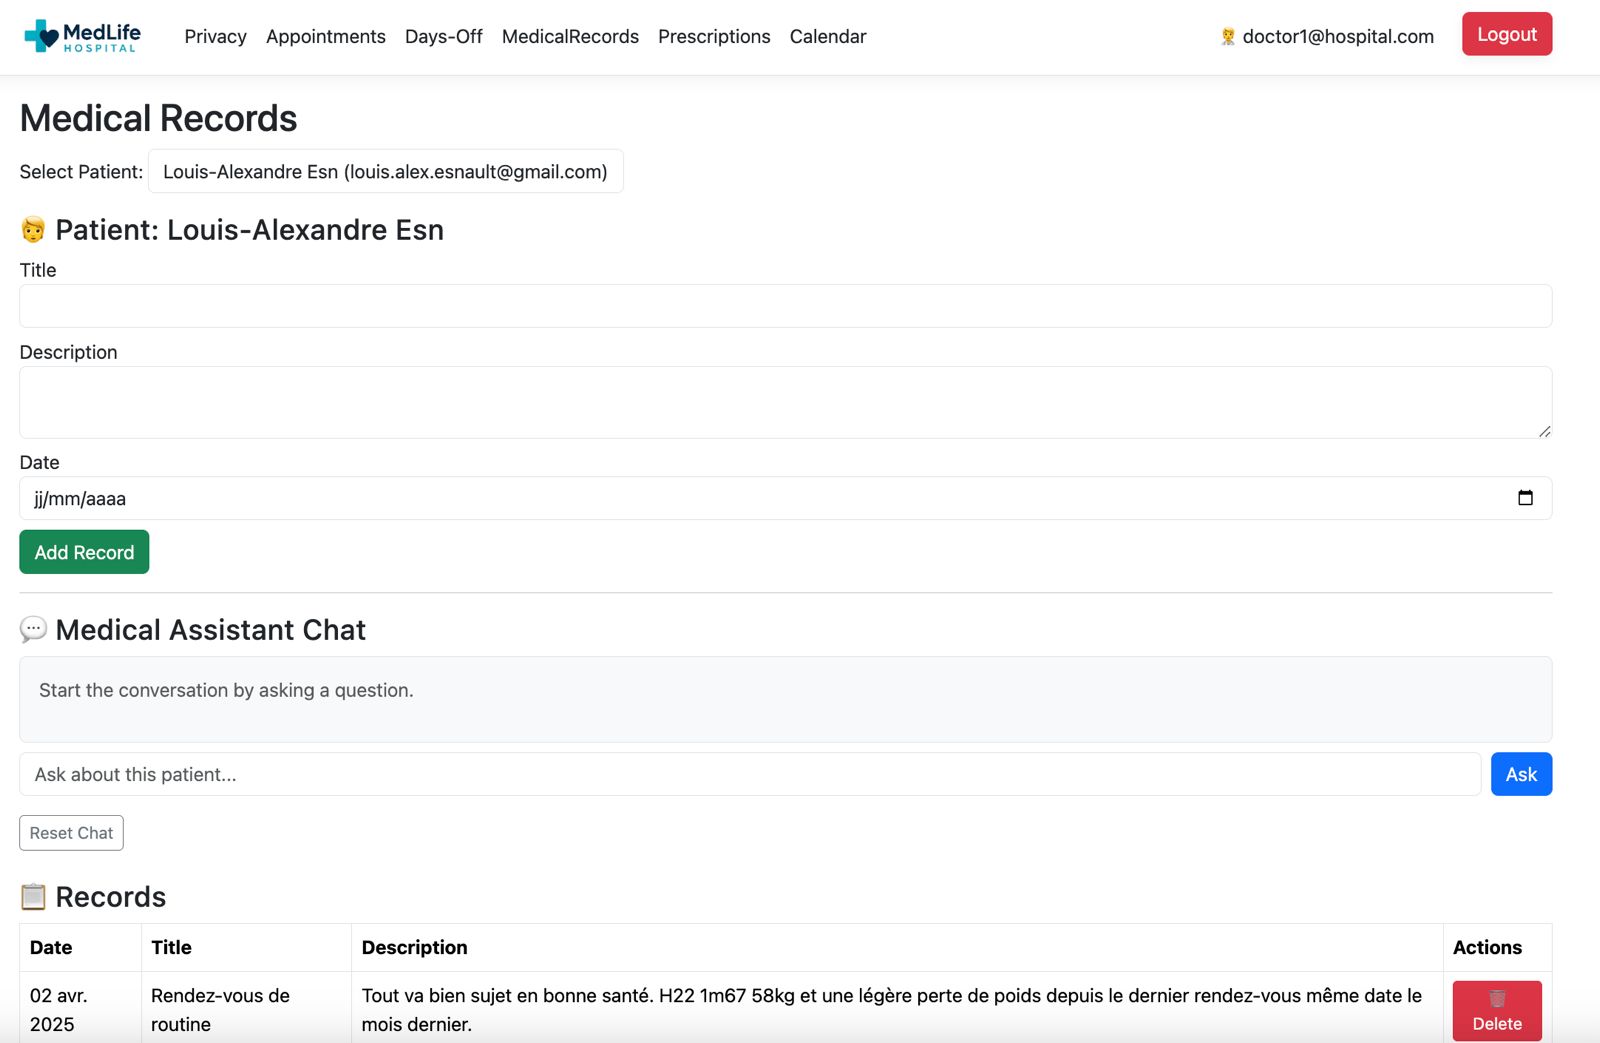 MedLife
HOSPITAL
Privacy Appointments Days-Off MedicalRecords Prescriptions Calendar
doctor1@hospital.com
Logout
Medical Records
Select Patient: Louis-Alexandre Esn (louis.alex.esnault@gmail.com)
Patient: Louis-Alexandre Esn
Title
Description
Date
jj/mm/aaaa
Add Record
Medical Assistant Chat
Start the conversation by asking a question.
Ask about this patient...
Ask
Reset Chat
Records
Date Title Description Actions
02 avr.
2025
Rendez-vous de
routine
Tout va bien sujet en bonne santé. H22 1m67 58kg et une légère perte de poids depuis le dernier rendez-vous même date le
mois dernier.
Delete